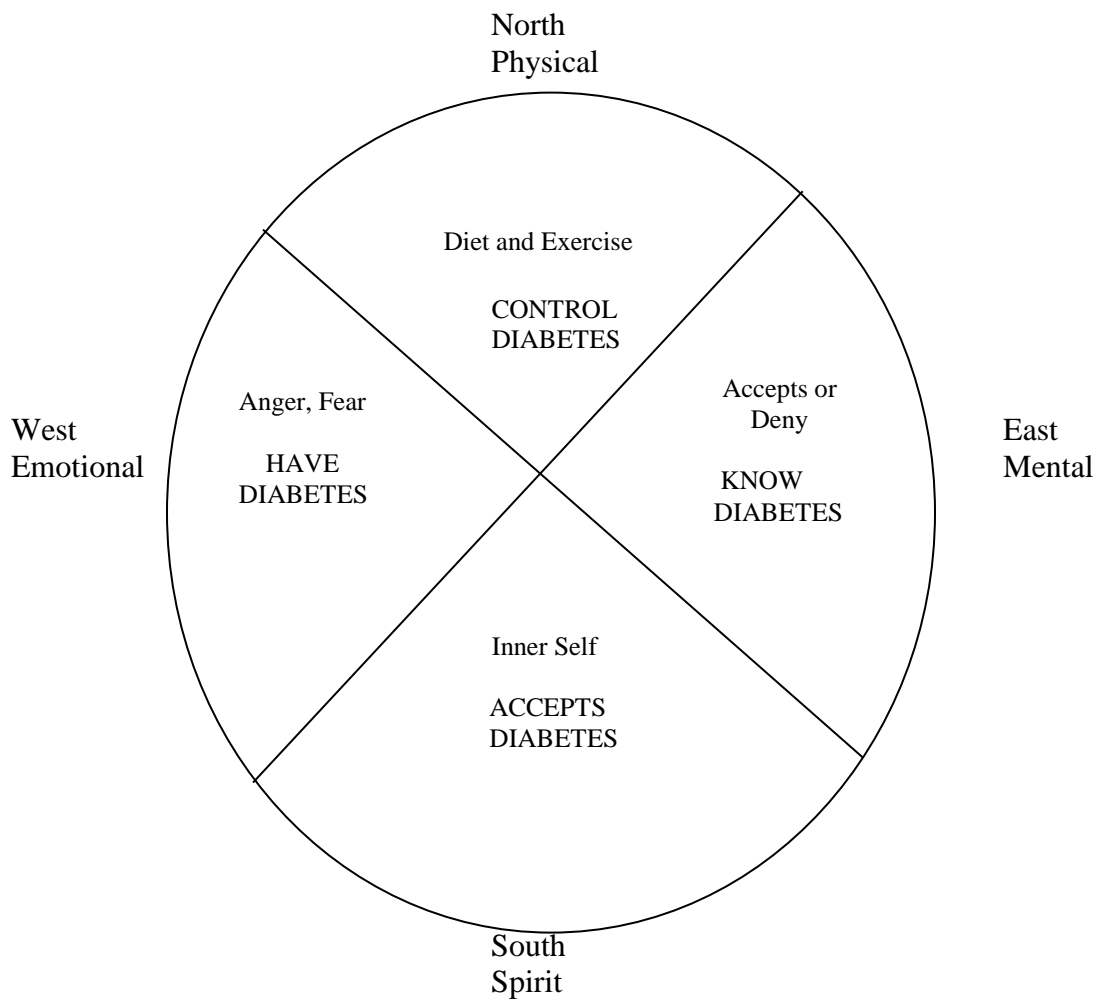 North
Physical
Diet and Exercise
CONTROL
DIABETES
West
Emotional
Anger, Fear
HAVE
DIABETES
Accepts or
Deny
KNOW
DIABETES
East
Mental
Inner Self
ACCEPTS
DIABETES
South
Spirit